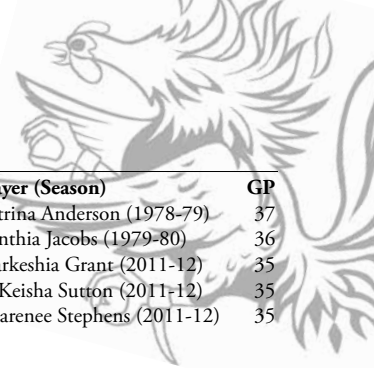 ayer (Season) GP
trina Anderson (1978-79) 37
nthia Jacobs (1979-80) 36
arkeshia Grant (2011-12) 35
Keisha Sutton (2011-12) 35
arenee Stephens (2011-12) 35